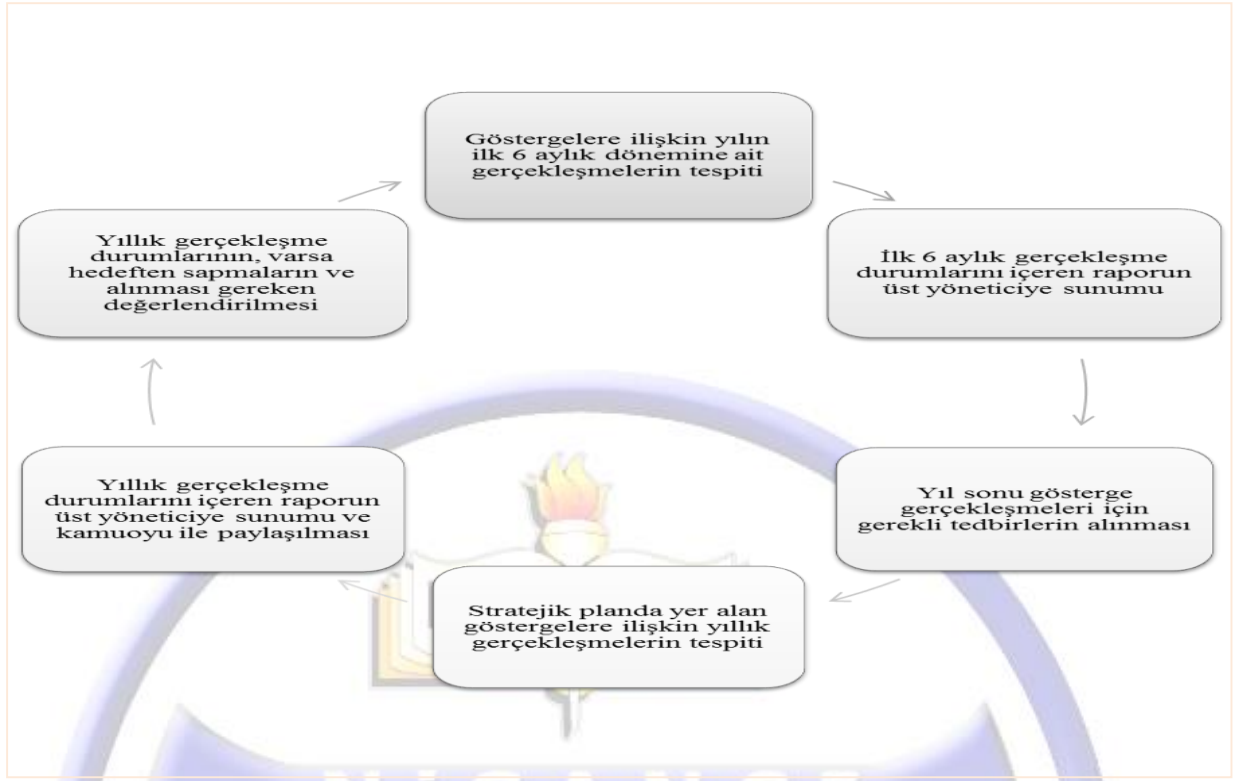 Göstergelere ilişkin yılın
ilk 6 aylık dönemine ait
gerçekleşmelerin tespiti
İlk 6 aylık gerçekleşme
durumlarını içeren raporun
üst yöneticiye sunumu
Yıl sonu gösterge
gerçekleşmeleri için
gerekli tedbirlerin alınması
Stratejik planda yer alan
göstergelere ilişkin yıllık
gerçekleşmelerin tespiti
Yıllık gerçekleşme
durumlarını içeren raporun
üst yöneticiye sunumu ve
kamuoyu ile paylaşılması
Yıllık gerçekleşme
durumlarının, varsa
hedeften sapmaların ve
alınması gereken
değerlendirilmesi